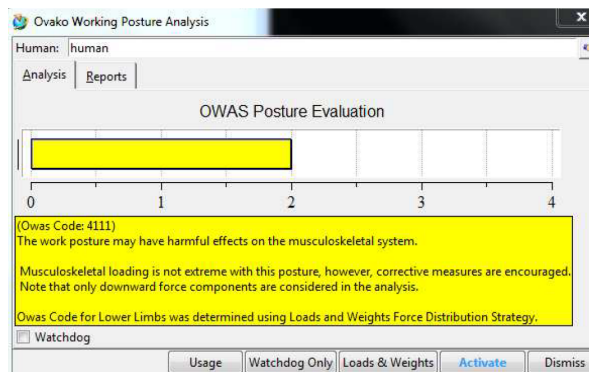 Ovako Working Posture Analysis
x
Human: human
Analysis Reports
OWAS Posture Evaluation
0 1 2 3 4
(Owas Code: 4111)
The work posture may have harmful effects on the musculoskeletal system.
Musculoskeletal loading is not extreme with this posture, however, corrective measures are encouraged.
Note that only downward force components are considered in the analysis.
Owas Code for Lower Limbs was determined using Loads and Weights Force Distribution Strategy.
Watchdog
Usage Watchdog Only Loads & Weights Activate Dismiss